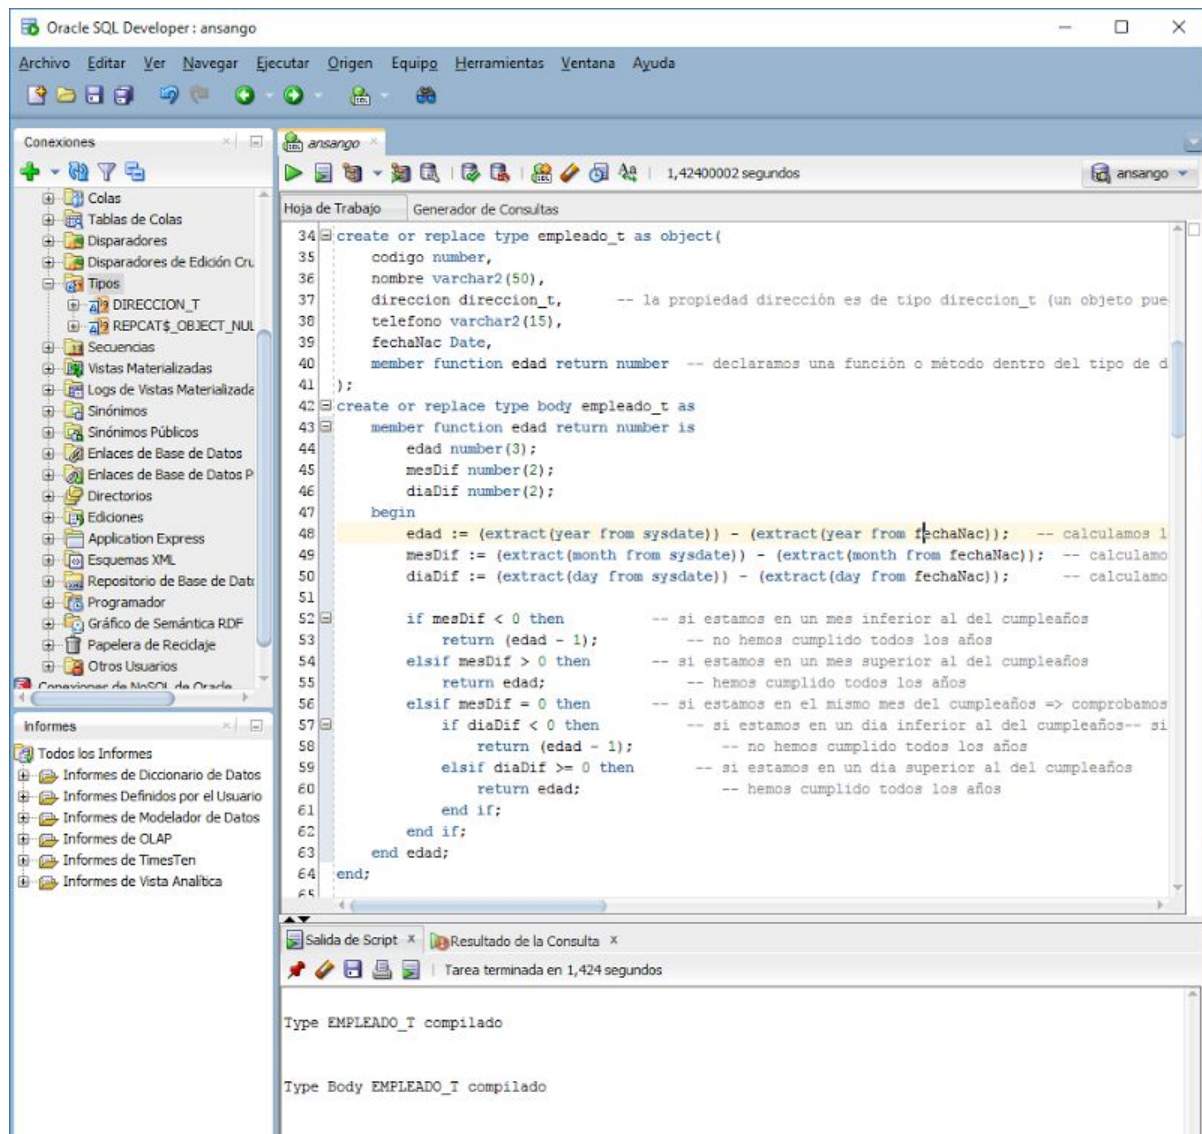 Oracle SQL Developer : ansango
Archivo Editar Ver Navegar Ejecutar Origen Equipo Herramientas Ventana Ayuda
Conexiones
Colas
Tablas de Colas
Disparadores
Disparadores de Edición Cru
Tipos
DIRECCION_T
REPCAT$_OBJECT_NUL
Secuencias
Vistas Materializadas
Logs de Vistas Materializada
Sinónimos
Sinónimos Públicos
Enlaces de Base de Datos
Enlaces de Base de Datos P
Directorios
Ediciones
Application Express
Esquemas XML
Repositorio de Base de Dato
Programador
Gráfico de Semántica RDF
Papelera de Reciclaje
Otros Usuarios
Conexiones de NoSQL de Oracle
Informes
Todos los Informes
Informes de Diccionario de Datos
Informes Definidos por el Usuario
Informes de Modelador de Datos
Informes de OLAP
Informes de TimesTen
Informes de Vista Analítica
ansango
1,42400002 segundos
ansango
Hoja de Trabajo Generador de Consultas
34 create or replace type empleado_t as object(
35 codigo number,
36 nombre varchar2(50),
37 direccion direccion_t, -- la propiedad dirección es de tipo direccion_t (un objeto pue
38 telefono varchar2(15),
39 fechaNac Date,
40 member function edad return number -- declaramos una función o método dentro del tipo de d
41 );
42 create or replace type body empleado_t as
43 member function edad return number is
44 edad number(3);
45 mesDif number(2);
46 diaDif number(2);
47 begin
48 edad := (extract(year from sysdate)) - (extract(year from fechaNac)); -- calculamos l
49 mesDif := (extract(month from sysdate)) - (extract(month from fechaNac)); -- calculamo
50 diaDif := (extract(day from sysdate)) - (extract(day from fechaNac)); -- calculamo
51
52 if mesDif < 0 then -- si estamos en un mes inferior al del cumpleaños
53 return (edad - 1); -- no hemos cumplido todos los años
54 elsif mesDif > 0 then -- si estamos en un mes superior al del cumpleaños
55 return edad; -- hemos cumplido todos los años
56 elsif mesDif = 0 then -- si estamos en el mismo mes del cumpleaños => comprobamos
57 if diaDif < 0 then -- si estamos en un dia inferior al del cumpleaños-- si
58 return (edad - 1); -- no hemos cumplido todos los años
59 elsif diaDif >= 0 then -- si estamos en un dia superior al del cumpleaños
60 return edad; -- hemos cumplido todos los años
61 end if;
62 end if;
63 end edad;
64 end;
65
Salida de Script Resultado de la Consulta
Tarea terminada en 1,424 segundos
Type EMPLEADO_T compilado
Type Body EMPLEADO_T compilado